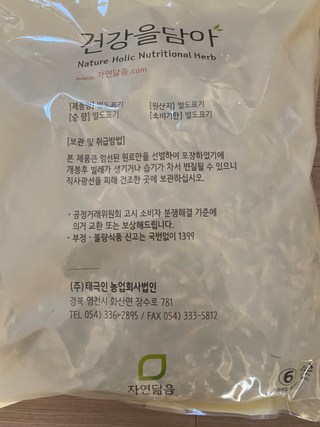 건강을담아
Nature Holic Nutritional Herb
www.자연닮음.com
[제품명] 별도표기 [원산지] 별도표기
[중 량] 별도표기 [소비기한] 별도표기
[보관 및 취급방법]
본 제품은 엄선된 원료만을 선별하여 포장하였기에
개봉후 벌레가 생기거나 습기가 차서 변질될 수 있으니
직사광선을 피해 건조한 곳에 보관하십시오.
· 공정거래위원회 고시 소비자 분쟁해결 기준에
의거 교환 또는 보상해드립니다.
· 부정 · 불량식품 신고는 국번없이 1399
(주) 태극인 농업회사법인
경북 영천시 화산면 장수로 781
TEL 054) 336-2895 / FAX 054) 333-5812
자연닮음
6